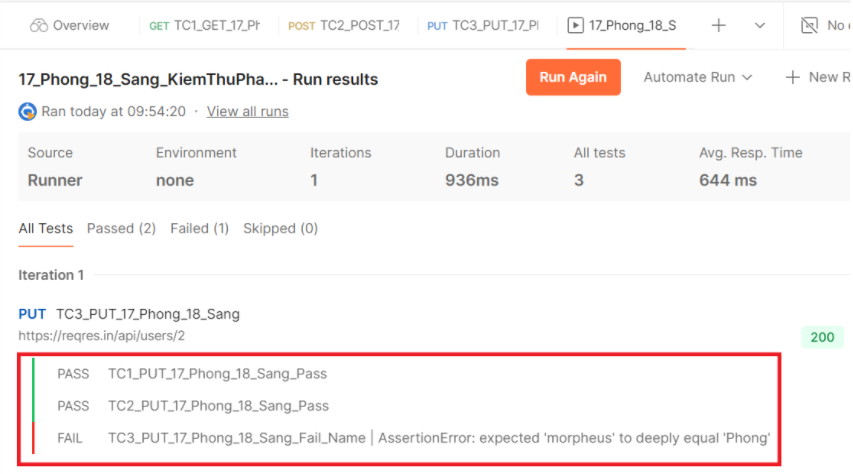 Overview GET TC1_GET_17_Ph POST TC2_POST_17 PUT TC3_PUT_17_Pl 17_Phong_18_S No
17_Phong_18_Sang_KiemThuPha... - Run results Run Again Automate Run New R
Ran today at 09:54:20 · View all runs
Source Environment Iterations Duration All tests Avg. Resp. Time
Runner none 1 936ms 3 644 ms
All Tests Passed (2) Failed (1) Skipped (0)
Iteration 1
PUT TC3_PUT_17_Phong_18_Sang
https://reqres.in/api/users/2
200
PASS TC1_PUT_17_Phong_18_Sang_Pass
PASS TC2_PUT_17_Phong_18_Sang_Pass
FAIL TC3_PUT_17_Phong_18_Sang_Fail_Name | AssertionError: expected 'morpheus' to deeply equal 'Phong'